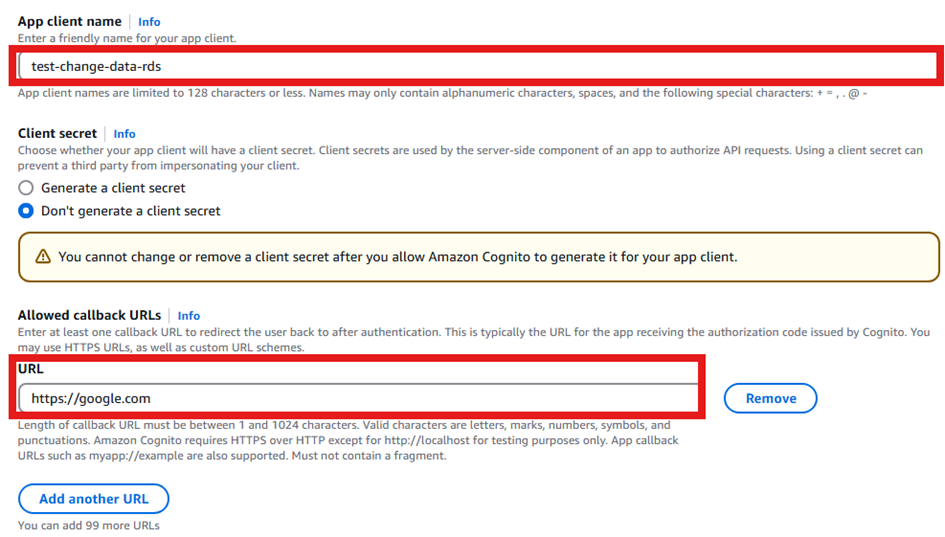 App client name | Info
Enter a friendly name for your app client.
test-change-data-rds
App client names are limited to 128 characters or less. Names may only contain alphanumeric characters, spaces, and the following special characters: + = , . @ -
Client secret | Info
Choose whether your app client will have a client secret. Client secrets are used by the server-side component of an app to authorize API requests. Using a client secret can
prevent a third party from impersonating your client.
Generate a client secret
Don't generate a client secret
You cannot change or remove a client secret after you allow Amazon Cognito to generate it for your app client.
Allowed callback URLs | Info
Enter at least one callback URL to redirect the user back to after authentication. This is typically the URL for the app receiving the authorization code issued by Cognito. You
may use HTTPS URLs, as well as custom URL schemes.
URL
https://google.com
Remove
Length of callback URL must be between 1 and 1024 characters. Valid characters are letters, marks, numbers, symbols, and
punctuations. Amazon Cognito requires HTTPS over HTTP except for http://localhost for testing purposes only. App callback
URLs such as myapp://example are also supported. Must not contain a fragment.
Add another URL
You can add 99 more URLs